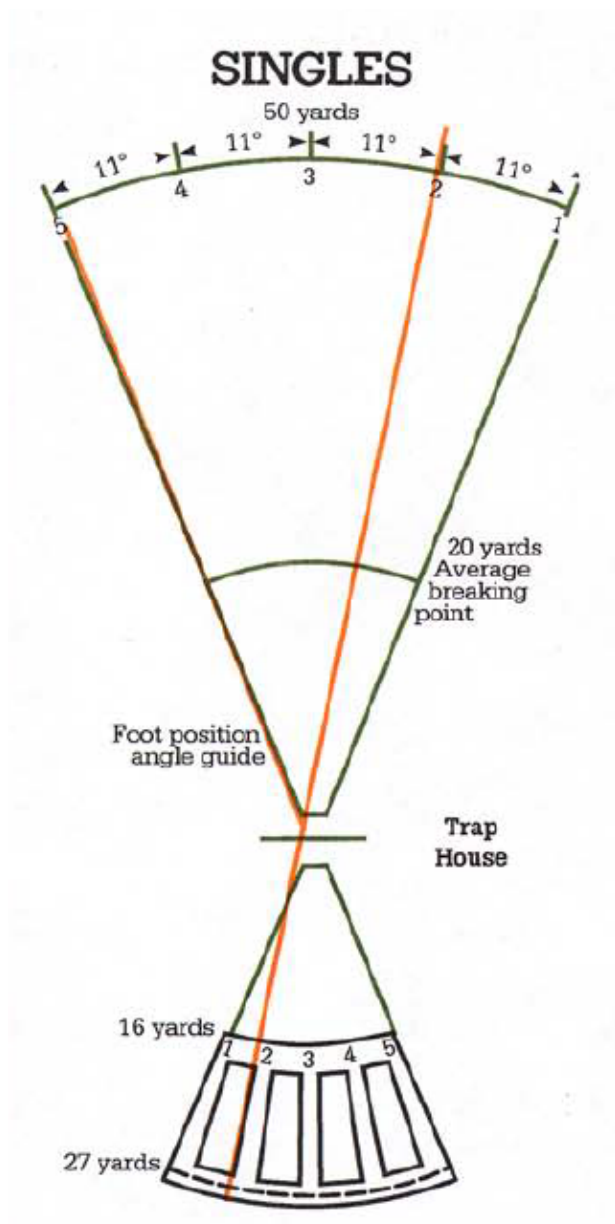 SINGLES
50 yards
11° 11° 11° 11°
5 4 3 2 1
20 yards
Average
breaking
point
Foot position
angle guide
Trap
House
16 yards
1 2 3 4 5
27 yards